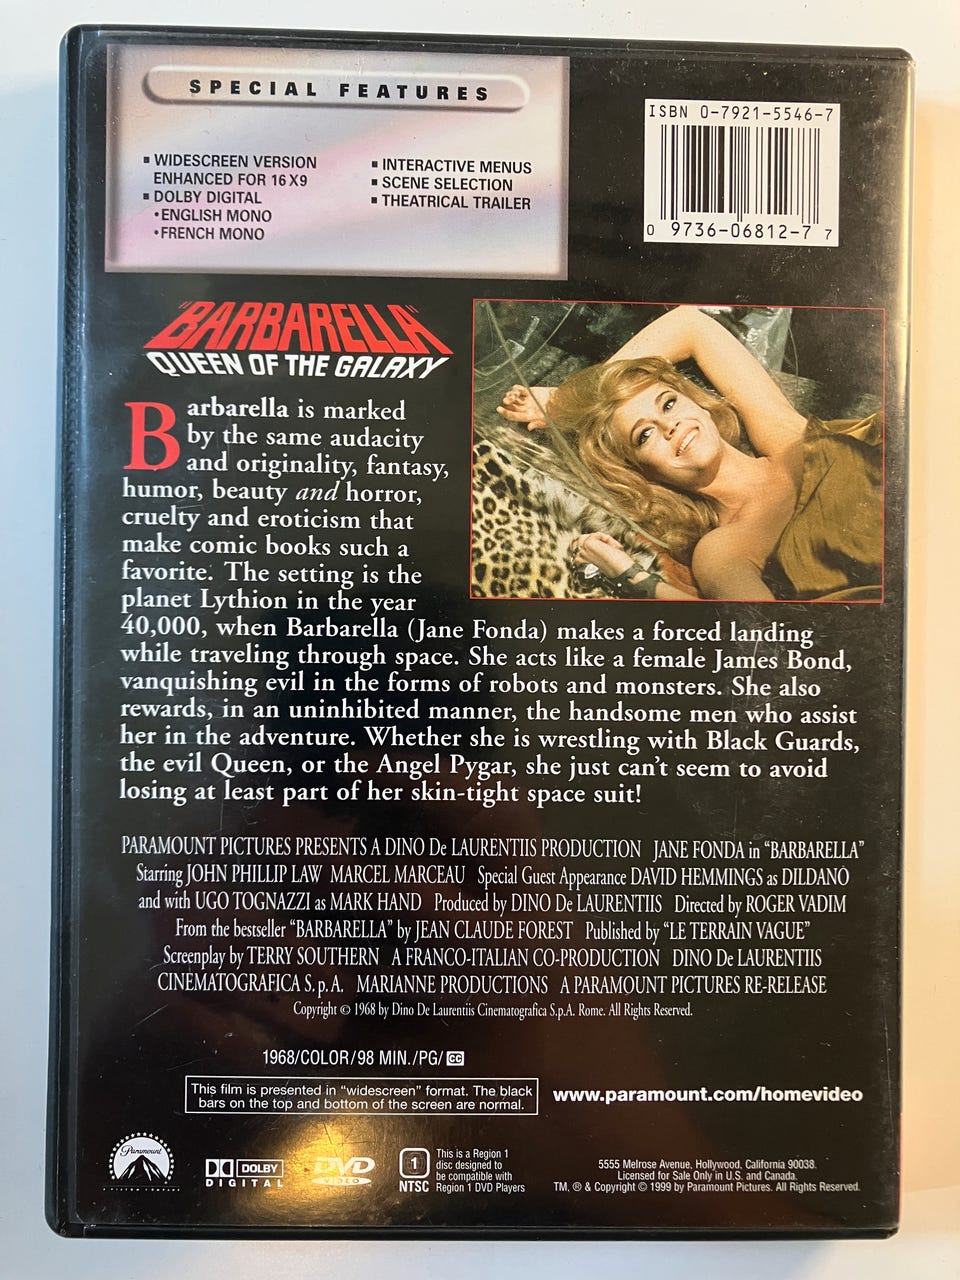 SPECIAL FEATURES
▪ WIDESCREEN VERSION
ENHANCED FOR 16X9
▪ DOLBY DIGITAL
• ENGLISH MONO
• FRENCH MONO
▪ INTERACTIVE MENUS
▪ SCENE SELECTION
▪ THEATRICAL TRAILER
ISBN 0-7921-5546-7
0 9736-06812-7 7
"BARBARELLA"
QUEEN OF THE GALAXY
Barbarella is marked
by the same audacity
and originality, fantasy,
humor, beauty and horror,
cruelty and eroticism that
make comic books such a
favorite. The setting is the
planet Lythion in the year
40,000, when Barbarella (Jane Fonda) makes a forced landing
while traveling through space. She acts like a female James Bond,
vanquishing evil in the forms of robots and monsters. She also
rewards, in an uninhibited manner, the handsome men who assist
her in the adventure. Whether she is wrestling with Black Guards,
the evil Queen, or the Angel Pygar, she just can't seem to avoid
losing at least part of her skin-tight space suit!
PARAMOUNT PICTURES PRESENTS A DINO De LAURENTIIS PRODUCTION JANE FONDA in "BARBARELLA"
Starring JOHN PHILLIP LAW MARCEL MARCEAU Special Guest Appearance DAVID HEMMINGS as DILDANO
and with UGO TOGNAZZI as MARK HAND Produced by DINO De LAURENTIIS Directed by ROGER VADIM
From the bestseller "BARBARELLA" by JEAN CLAUDE FOREST Published by "LE TERRAIN VAGUE"
Screenplay by TERRY SOUTHERN A FRANCO-ITALIAN CO-PRODUCTION DINO De LAURENTIIS
CINEMATOGRAFICA S.p.A. MARIANNE PRODUCTIONS A PARAMOUNT PICTURES RE-RELEASE
Copyright © 1968 by Dino De Laurentiis Cinematografica S.p.A. Rome. All Rights Reserved.
1968/COLOR/98 MIN./PG/CC
This film is presented in "widescreen" format. The black
bars on the top and bottom of the screen are normal.
www.paramount.com/homevideo
Paramount
DOLBY
DIGITAL
DVD
VIDEO
1
NTSC
This is a Region 1
disc designed to
be compatible with
Region 1 DVD Players
5555 Melrose Avenue, Hollywood, California 90038.
Licensed for Sale Only in U.S. and Canada.
TM, ® & Copyright © 1999 by Paramount Pictures. All Rights Reserved.